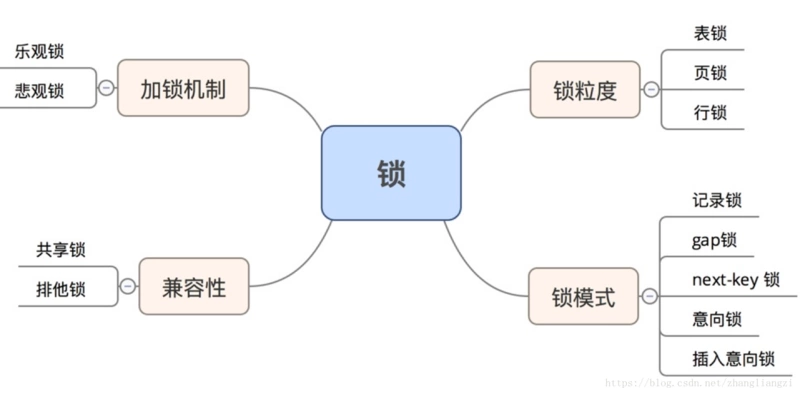 乐观锁
悲观锁
加锁机制
共享锁
排他锁
兼容性
锁
锁粒度
表锁
页锁
行锁
锁模式
记录锁
gap锁
next-key 锁
意向锁
插入意向锁
https://blog.csdn.net/zhangliangzi